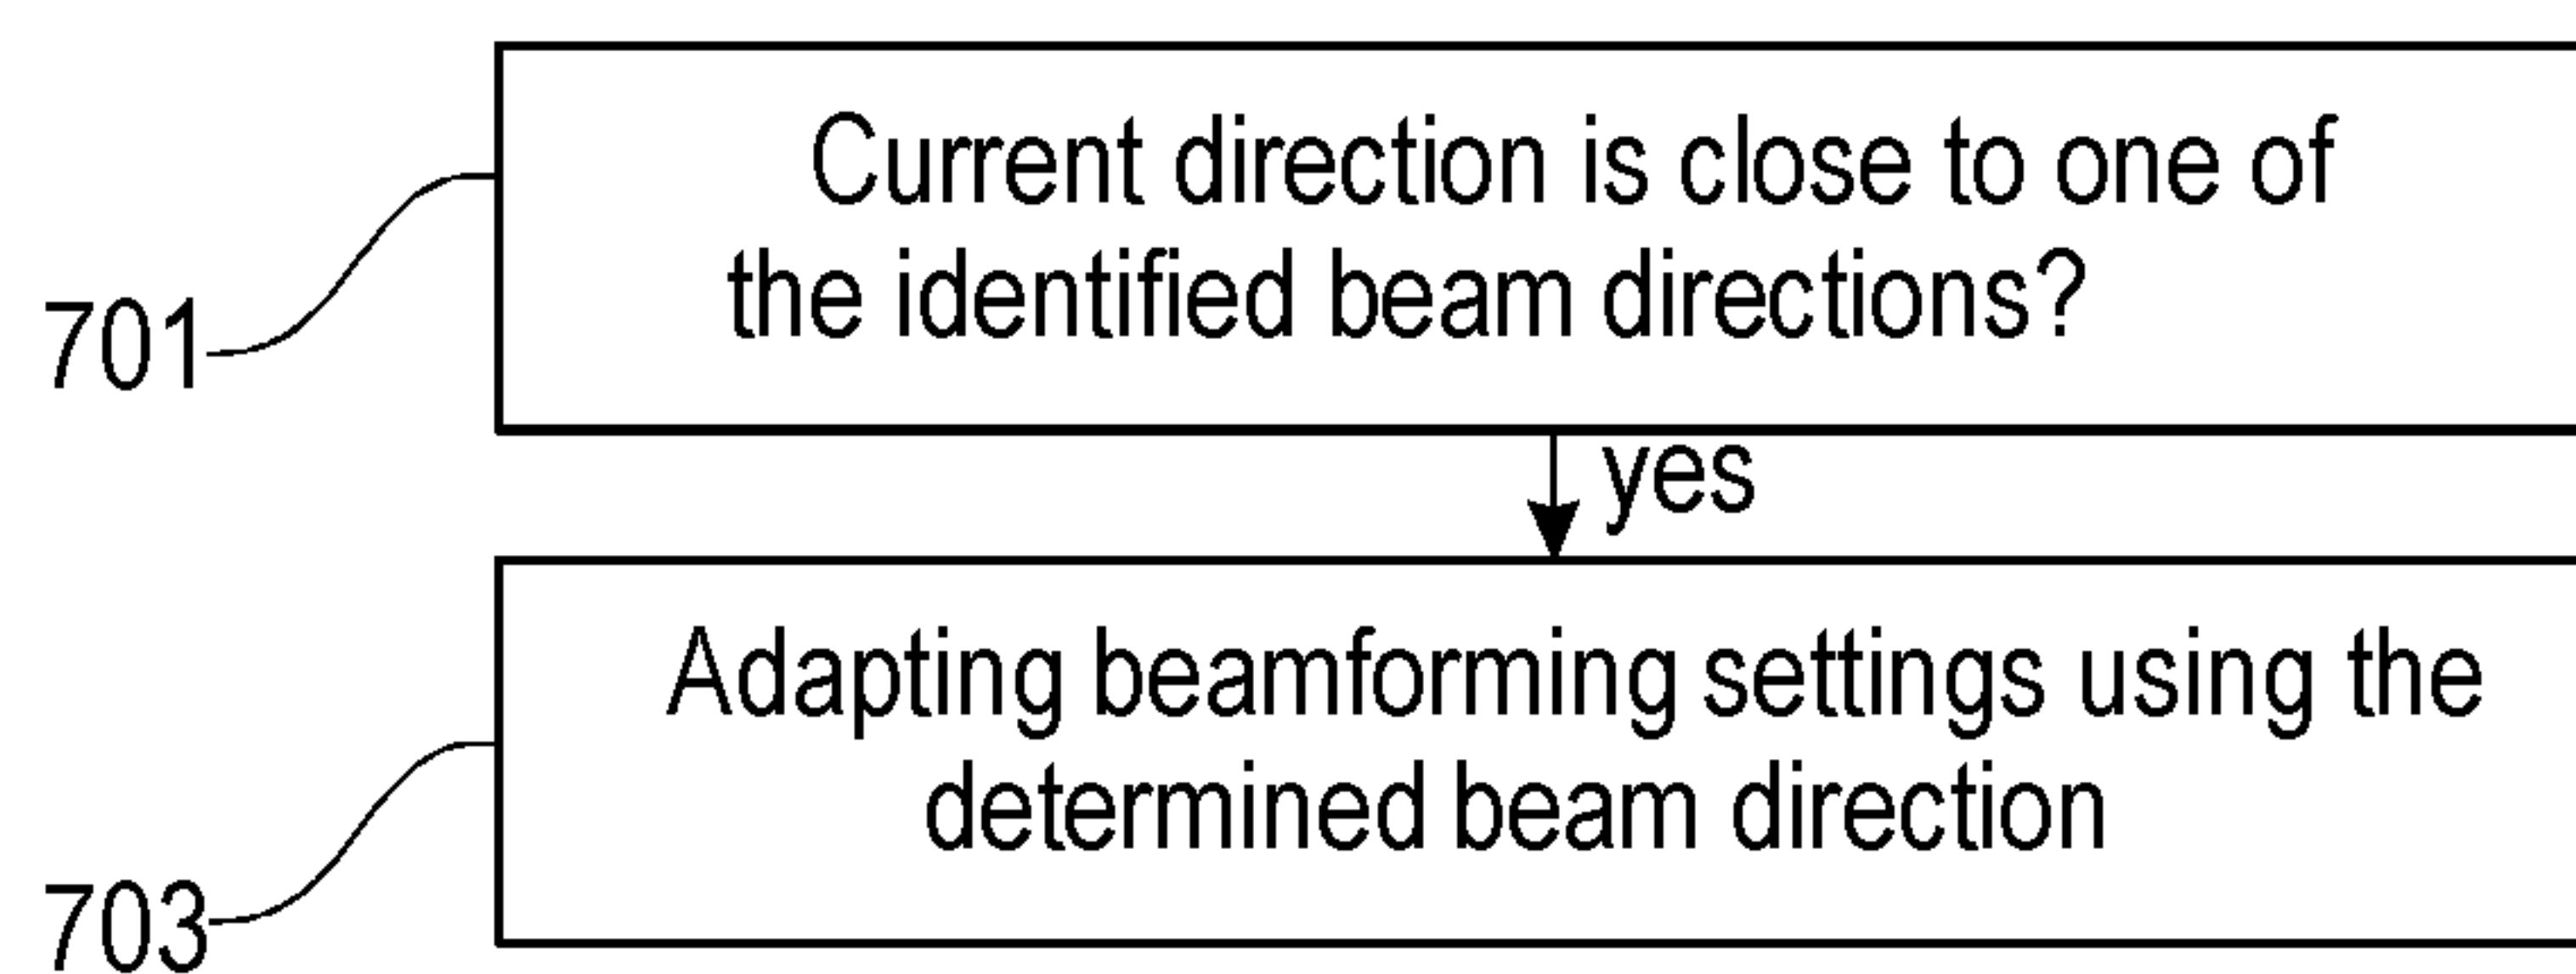 Current direction is close to one of
the identified beam directions?
701
yes
Adapting beamforming settings using the
determined beam direction
703